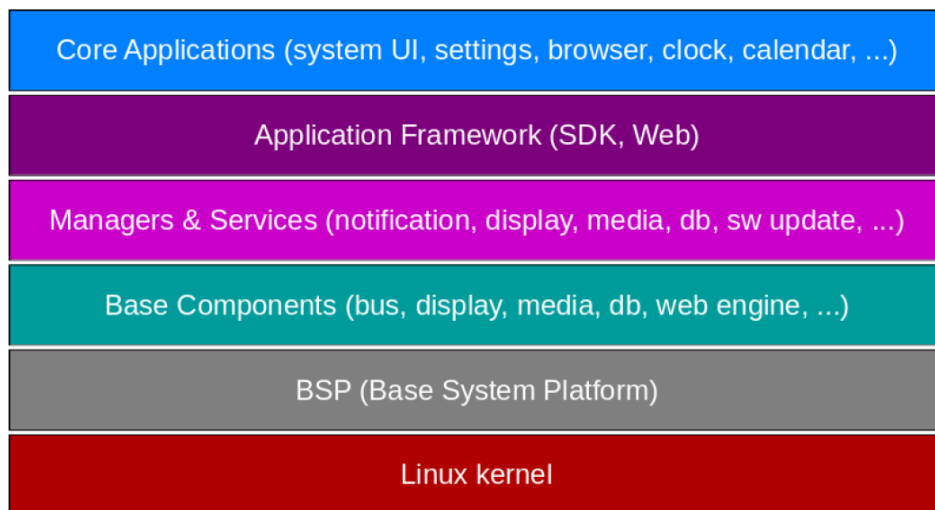 Core Applications (system UI, settings, browser, clock, calendar, ...)
Application Framework (SDK, Web)
Managers & Services (notification, display, media, db, sw update, ...)
Base Components (bus, display, media, db, web engine, ...)
BSP (Base System Platform)
Linux kernel